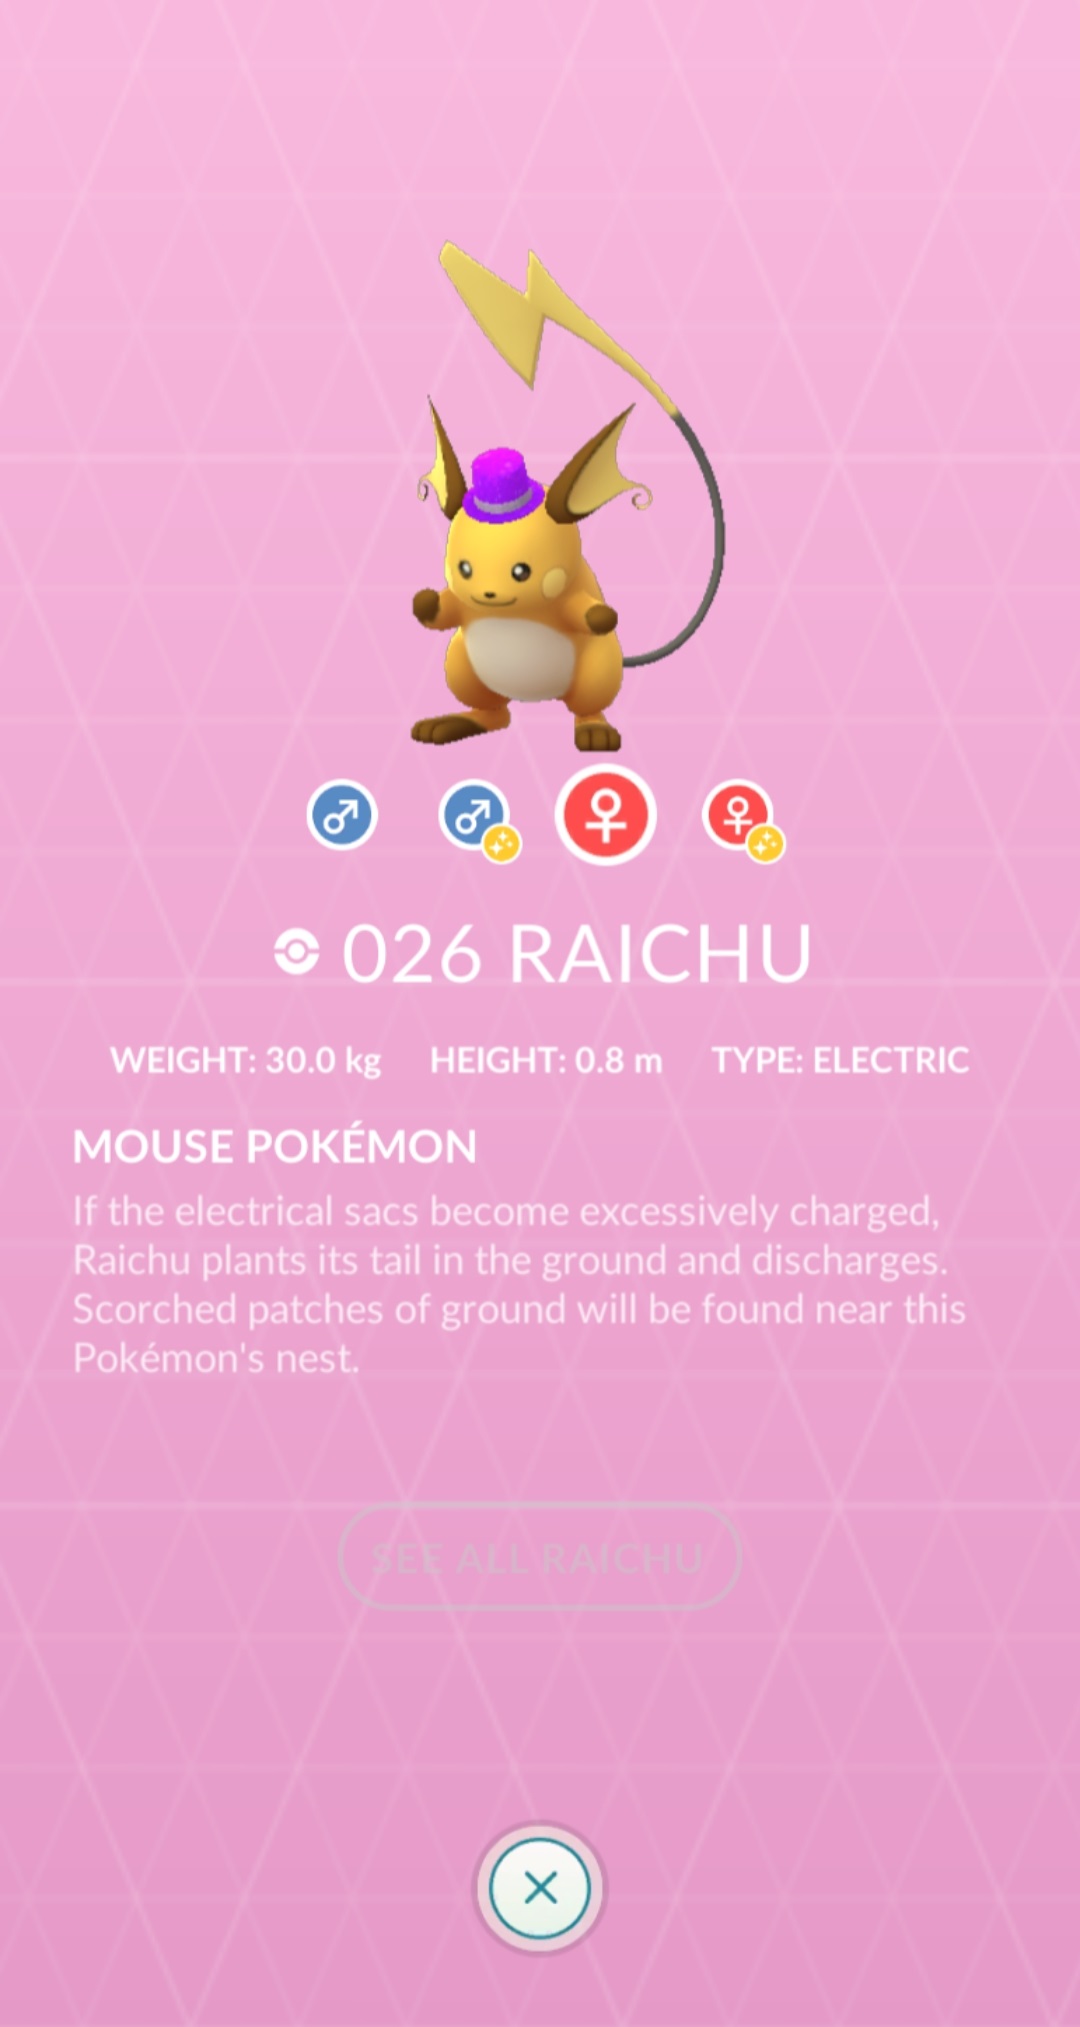 026 RAICHU
WEIGHT: 30.0 kg HEIGHT: 0.8 m TYPE: ELECTRIC
MOUSE POKÉMON
If the electrical sacs become excessively charged,
Raichu plants its tail in the ground and discharges.
Scorched patches of ground will be found near this
Pokémon's nest.
SEE ALL RAICHU